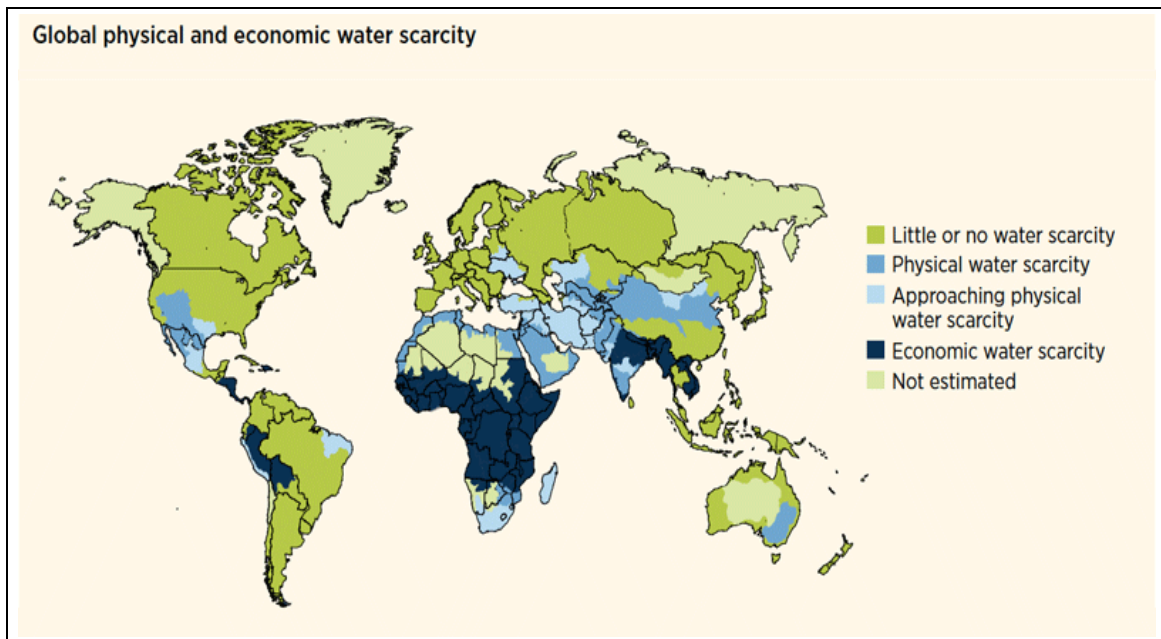 Global physical and economic water scarcity
Little or no water scarcity
Physical water scarcity
Approaching physical
water scarcity
Economic water scarcity
Not estimated